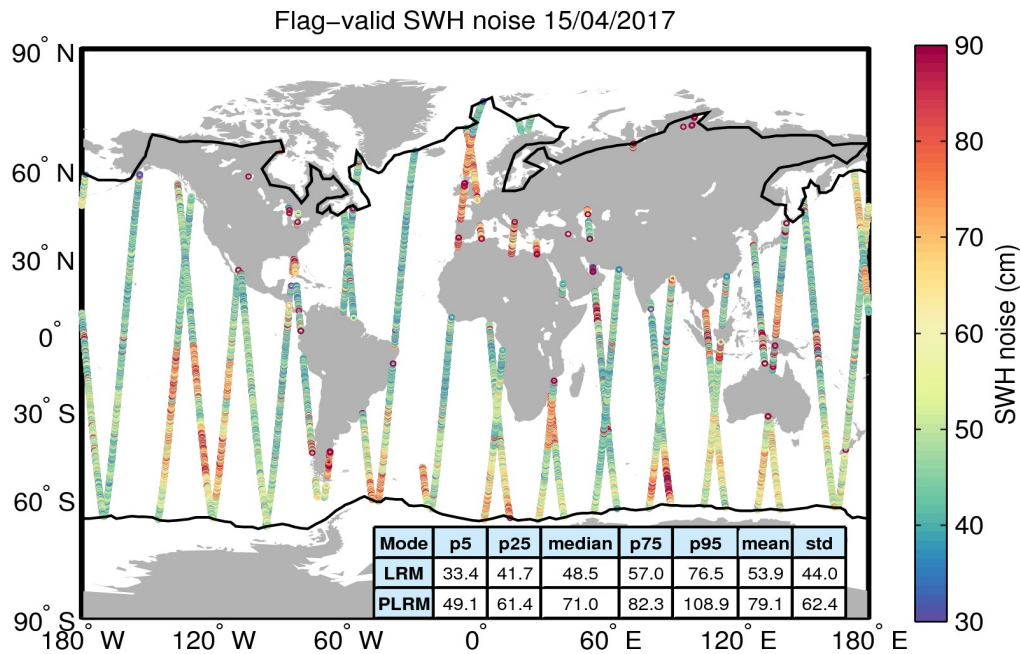 Flag−valid SWH noise 15/04/2017
90° N
60° N
30° N
0°
30° S
60° S
90° S
180° W
120° W
60° W
0°
60° E
120° E
180° E
Mode p5 p25 median p75 p95 mean std
LRM 33.4 41.7 48.5 57.0 76.5 53.9 44.0
PLRM 49.1 61.4 71.0 82.3 108.9 79.1 62.4
90
80
70
60
50
40
30
SWH noise (cm)